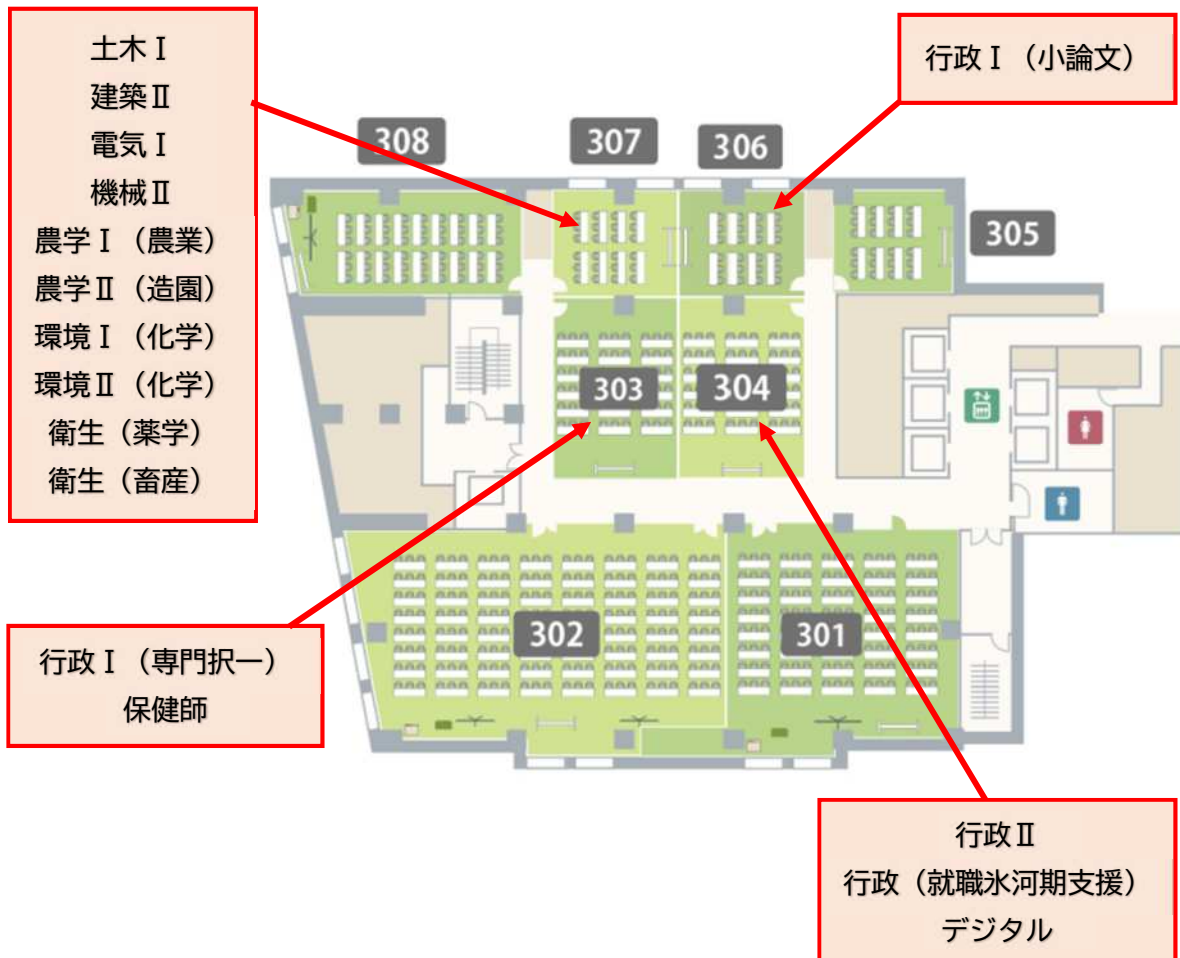 土木Ⅰ
建築Ⅱ
電気Ⅰ
機械Ⅱ
農学Ⅰ（農業）
農学Ⅱ（造園）
環境Ⅰ（化学）
環境Ⅱ（化学）
衛生（薬学）
衛生（畜産）
行政Ⅰ（小論文）
308
307
306
305
303
304
302
301
行政Ⅰ（専門択一）
保健師
行政Ⅱ
行政（就職氷河期支援）
デジタル